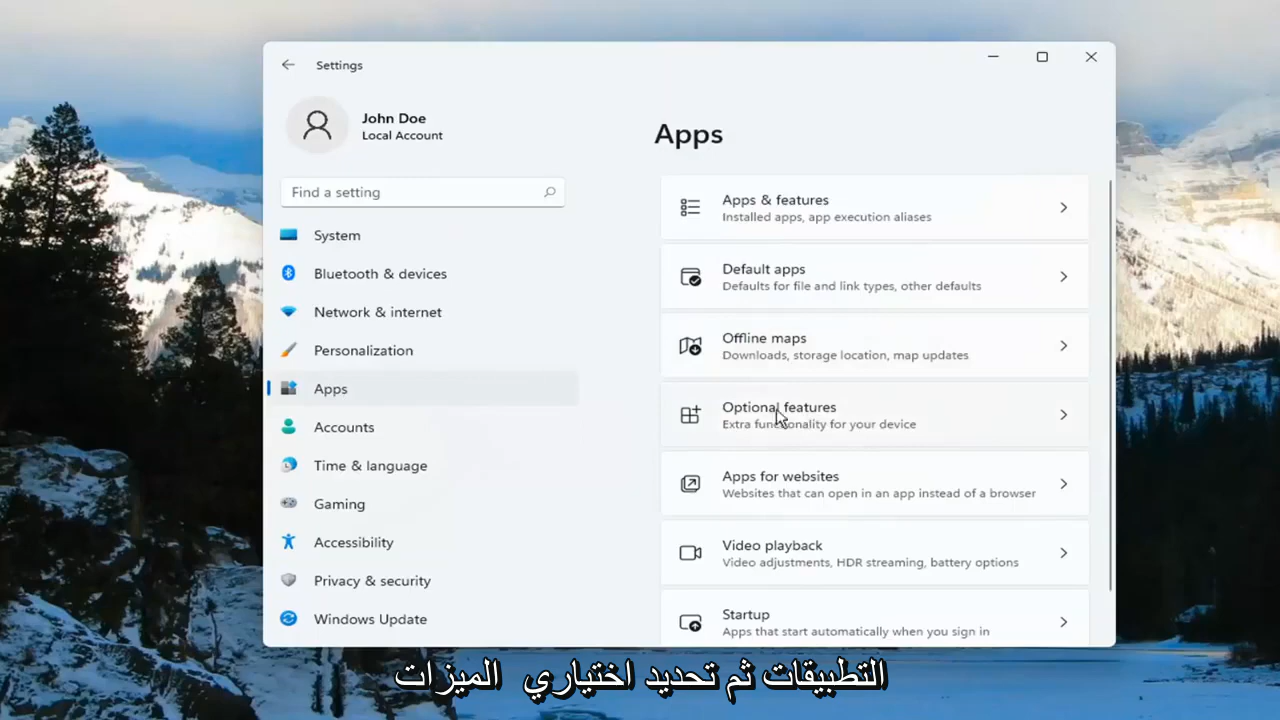 Settings
John Doe
Local Account
Find a setting
System
Bluetooth & devices
Network & internet
Personalization
Apps
Accounts
Time & language
Gaming
Accessibility
Privacy & security
Windows Update
Apps
Apps & features
Installed apps, app execution aliases
Default apps
Defaults for file and link types, other defaults
Offline maps
Downloads, storage location, map updates
Optional features
Extra functionality for your device
Apps for websites
Websites that can open in an app instead of a browser
Video playback
Video adjustments, HDR streaming, battery options
Startup
Apps that start automatically when you sign in
التطبيقات ثم تحديد اختياري الميزات